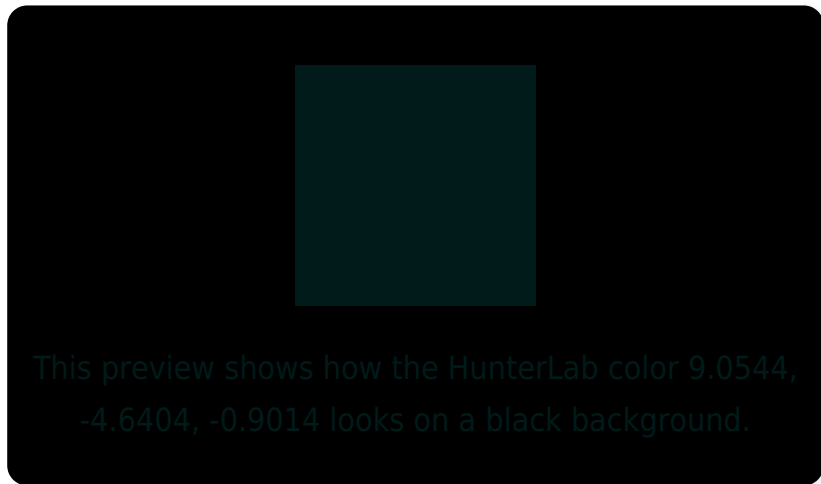 This preview shows how the HunterLab color 9.0544,
-4.6404, -0.9014 looks on a black background.